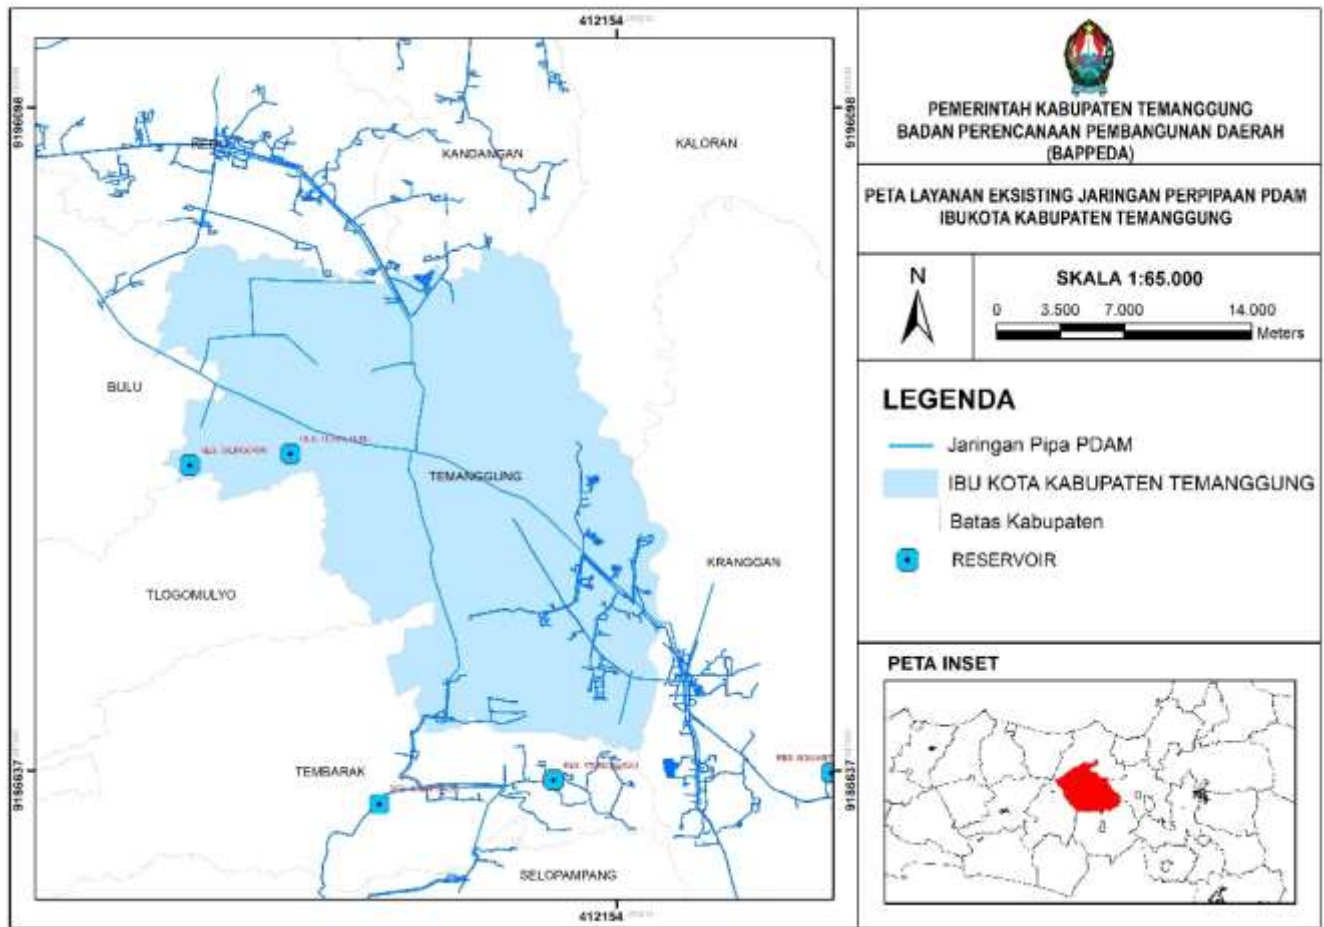 412154
9196098
9196098
KALORAN
KANDANGAN
BULU
TEMANGGUNG
KRANGGAN
TLOGOMULYO
TEMBARAK
9186637
9186637
SELOPAMPANG
412154
PEMERINTAH KABUPATEN TEMANGGUNG
BADAN PERENCANAAN PEMBANGUNAN DAERAH
(BAPPEDA)
PETA LAYANAN EKSISTING JARINGAN PERPIPAAN PDAM
IBUKOTA KABUPATEN TEMANGGUNG
N
SKALA 1:65.000
0 3.500 7.000 14.000
Meters
LEGENDA
Jaringan Pipa PDAM
IBU KOTA KABUPATEN TEMANGGUNG
Batas Kabupaten
RESERVOIR
PETA INSET